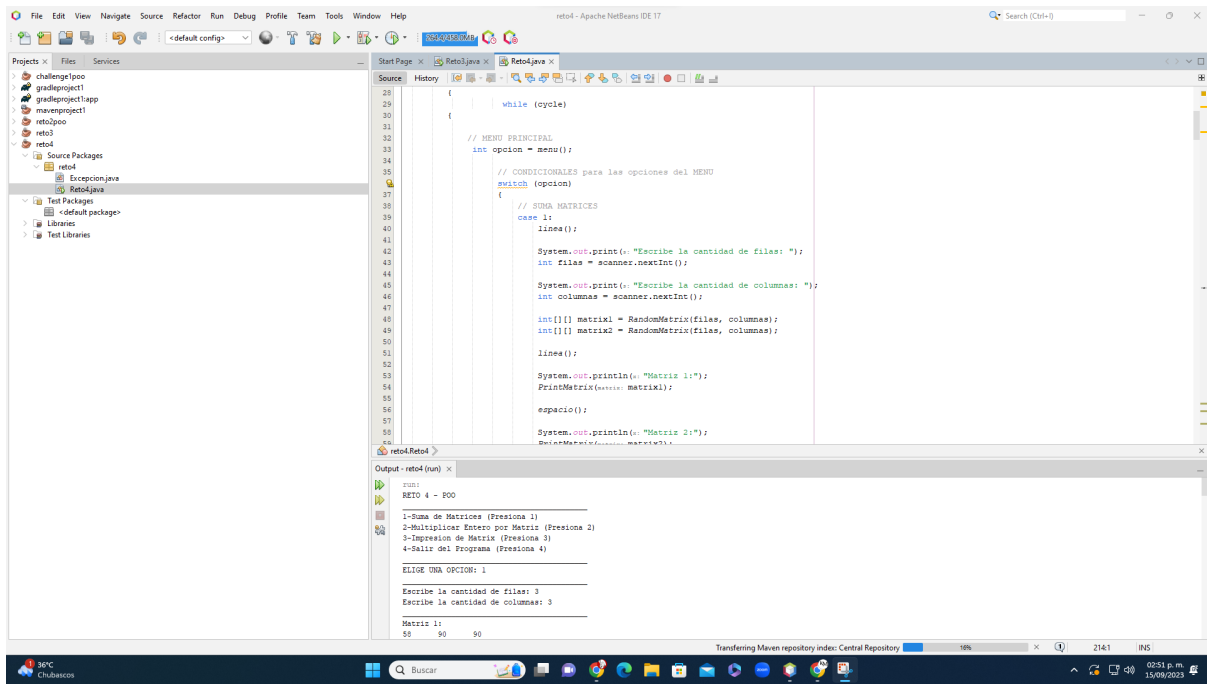 File Edit View Navigate Source Refactor Run Debug Profile Team Tools Window Help
reto4 - Apache NetBeans IDE 17
Search (Ctrl+I)
<default config>
Projects
Files
Services
challenge1poo
gradleproject1
gradleproject1:app
mavenproject1
reto2poo
reto3
reto4
Source Packages
reto4
Excepcion.java
Reto4.java
Test Packages
<default package>
Libraries
Test Libraries
Start Page
Reto3.java
Reto4.java
Source History
28 {
29 while (cycle)
30 {
31
32 // MENU PRINCIPAL
33 int opcion = menu();
34
35 // CONDICIONALES para las opciones del MENU
switch (opcion)
37 {
38 // SUMA MATRICES
39 case 1:
40 linea();
41
42 System.out.print(s: "Escribe la cantidad de filas: ");
43 int filas = scanner.nextInt();
44
45 System.out.print(s: "Escribe la cantidad de columnas: ");
46 int columnas = scanner.nextInt();
47
48 int[][] matrix1 = RandomMatrix(filas, columnas);
49 int[][] matrix2 = RandomMatrix(filas, columnas);
50
51 linea();
52
53 System.out.println(x: "Matriz 1:");
54 PrintMatrix(matrix: matrix1);
55
56 espacio();
57
58 System.out.println(x: "Matriz 2:");
59 PrintMatrix(matrix: matrix2);
reto4.Reto4
Output - reto4 (run)
run:
RETO 4 - POO
1-Suma de Matrices (Presiona 1)
2-Multiplicar Entero por Matriz (Presiona 2)
3-Impresion de Matrix (Presiona 3)
4-Salir del Programa (Presiona 4)
ELIGE UNA OPCION: 1
Escribe la cantidad de filas: 3
Escribe la cantidad de columnas: 3
Matriz 1:
58 90 90
Transferring Maven repository index: Central Repository
16%
214:1
INS
1
36°C
Chubascos
Buscar
02:51 p. m.
15/09/2023